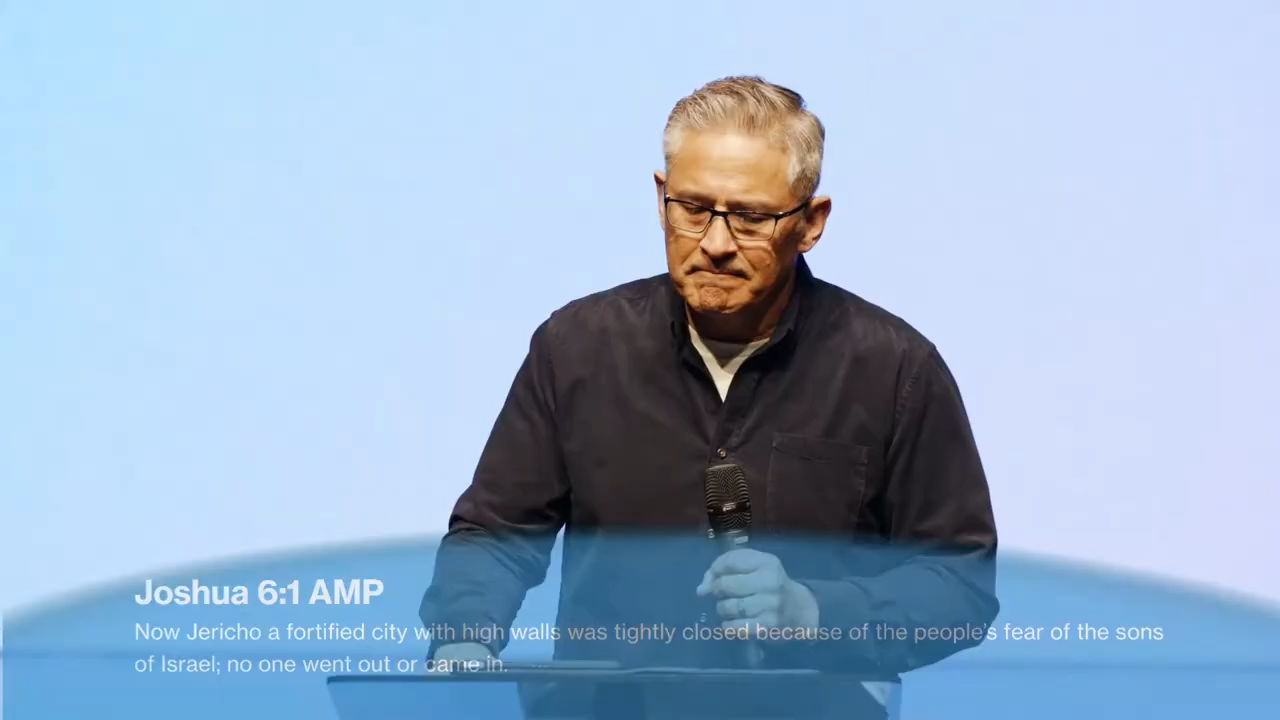 Joshua 6:1 AMP
Now Jericho a fortified city with high walls was tightly closed because of the people's fear of the sons
of Israel; no one went out or came in.